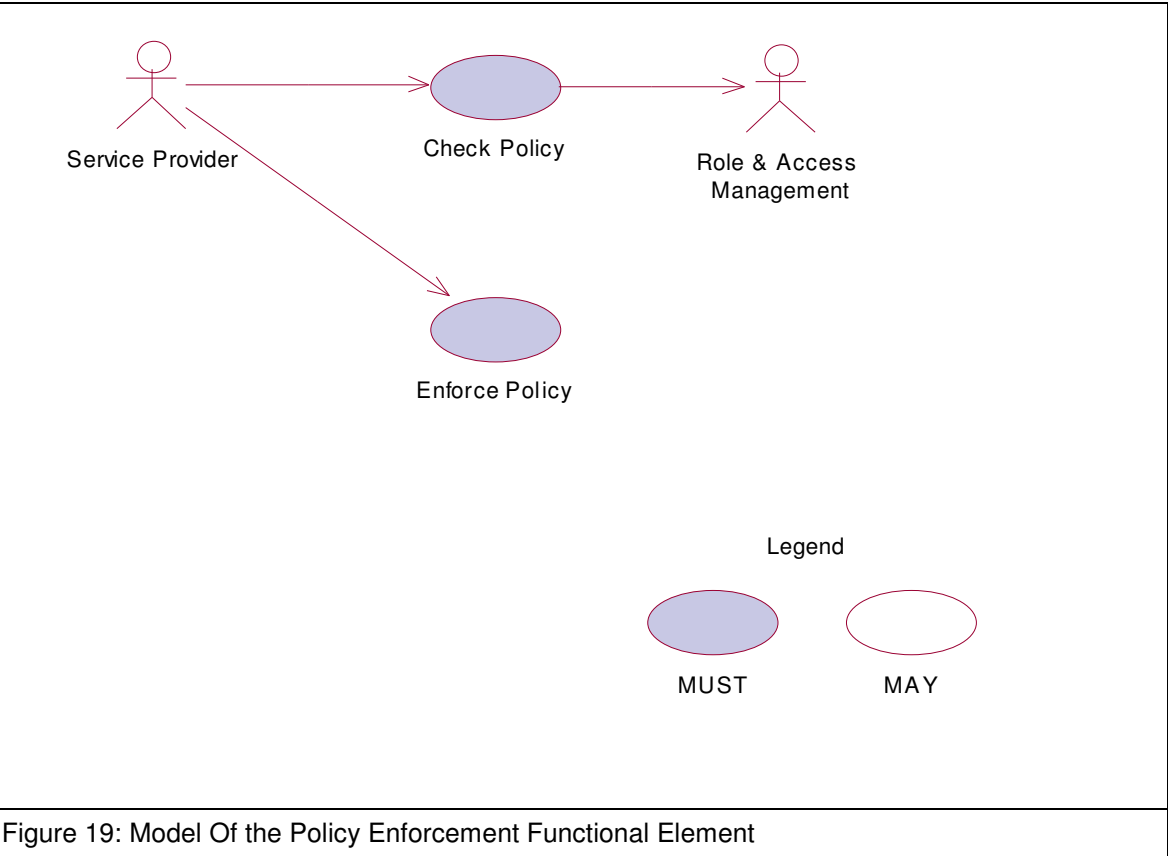 Service Provider
Check Policy
Role & Access
Management
Enforce Policy
Legend
MUST
MAY
Figure 19: Model Of the Policy Enforcement Functional Element